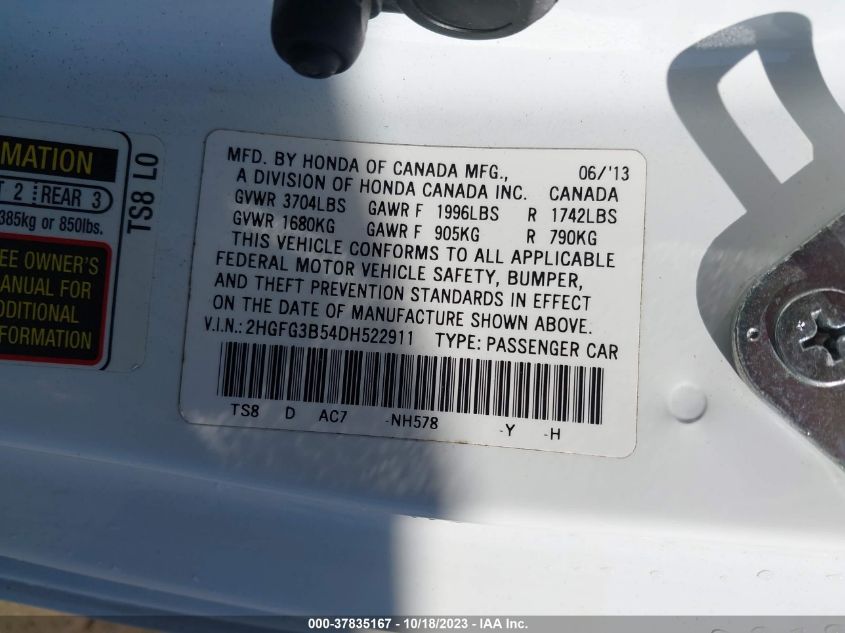 MATION
T 2 REAR 3
385kg or 850lbs.
EE OWNER'S
ANUAL FOR
DDITIONAL
FORMATION
TS8 L0
MFD. BY HONDA OF CANADA MFG., 06/'13
A DIVISION OF HONDA CANADA INC. CANADA
GVWR 3704LBS GAWR F 1996LBS R 1742LBS
GVWR 1680KG GAWR F 905KG R 790KG
THIS VEHICLE CONFORMS TO ALL APPLICABLE
FEDERAL MOTOR VEHICLE SAFETY, BUMPER,
AND THEFT PREVENTION STANDARDS IN EFFECT
ON THE DATE OF MANUFACTURE SHOWN ABOVE.
V.I.N.: 2HGFG3B54DH522911 TYPE: PASSENGER CAR
TS8 D AC7 -NH578 -Y -H
000-37835167 - 10/18/2023 - IAA Inc.